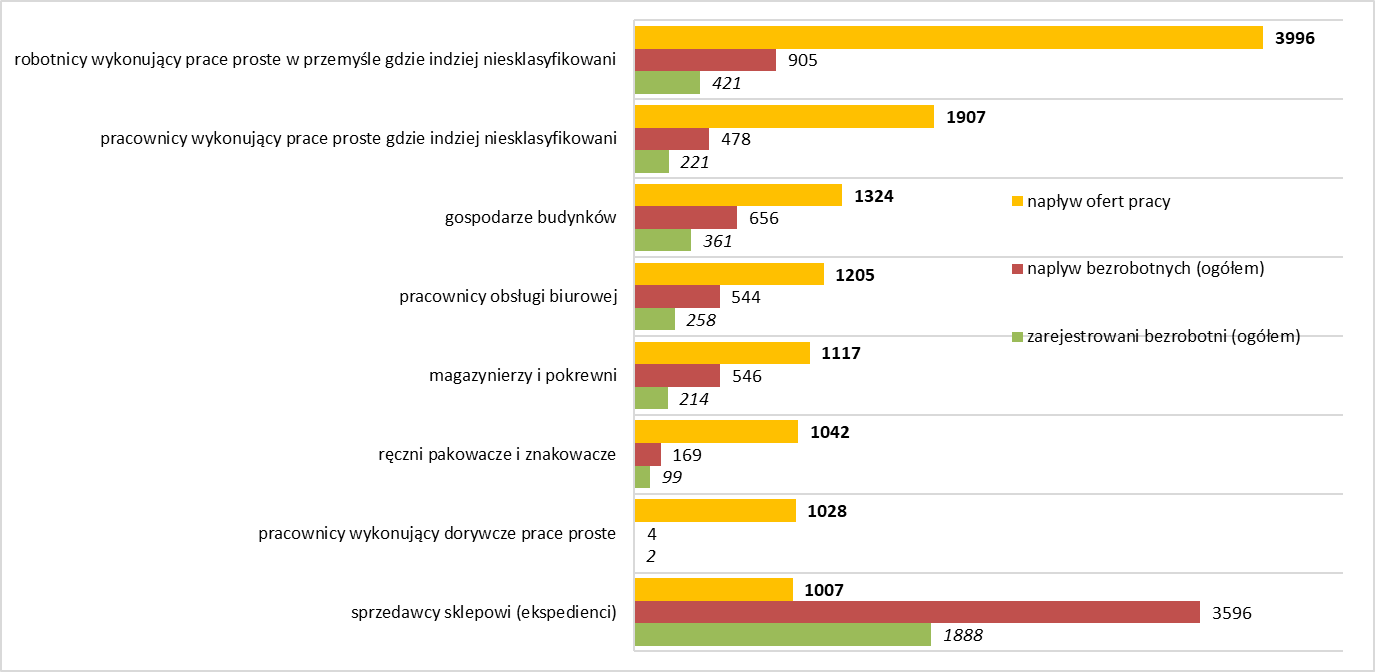 robotnicy wykonujący prace proste w przemyśle gdzie indziej niesklasyfikowani
3996
905
421
pracownicy wykonujący prace proste gdzie indziej niesklasyfikowani
1907
478
221
gospodarze budynków
1324
656
361
pracownicy obsługi biurowej
1205
544
258
magazynierzy i pokrewni
1117
546
214
ręczni pakowacze i znakowacze
1042
169
99
pracownicy wykonujący dorywcze prace proste
1028
4
2
sprzedawcy sklepowi (ekspedienci)
1007
3596
1888
napływ ofert pracy
naplyw bezrobotnych (ogółem)
zarejestrowani bezrobotni (ogółem)